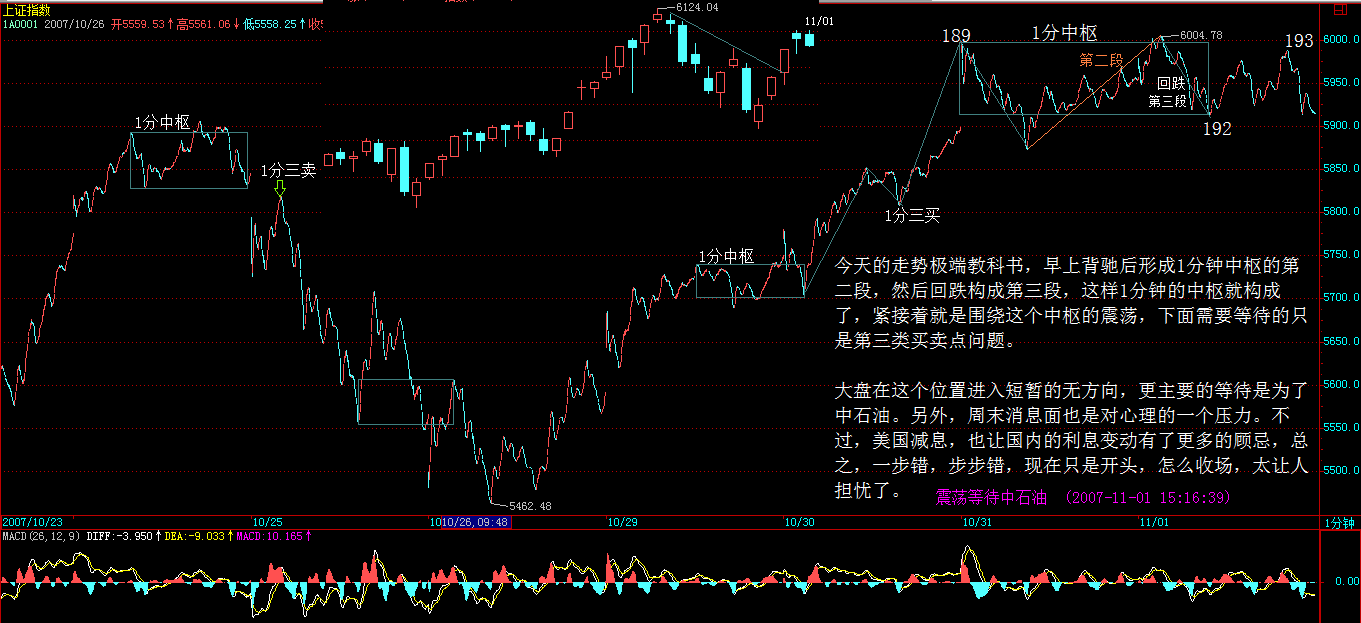 上证指数
1A0001 2007/10/26 开5559.53↑高5561.06↓低5558.25↑收5
6124.04
11/01
189
1分中枢
6004.78
193
第二段
回跌
第三段
192
1分中枢
1分三卖
1分三买
1分中枢
今天的走势极端教科书，早上背驰后形成1分钟中枢的第
二段，然后回跌构成第三段，这样1分钟的中枢就构成
了，紧接着就是围绕这个中枢的震荡，下面需要等待的只
是第三类买卖点问题。
大盘在这个位置进入短暂的无方向，更主要的等待是为了
中石油。另外，周末消息面也是对心理的一个压力。不
过，美国减息，也让国内的利息变动有了更多的顾忌，总
之，一步错，步步错，现在只是开头，怎么收场，太让人
担忧了。
震荡等待中石油 （2007-11-01 15:16:39）
5462.48
6000.0
5950.0
5900.0
5850.0
5800.0
5750.0
5700.0
5650.0
5600.0
5550.0
5500.0
2007/10/23
10/25
10
10/26,09:48
10/29
10/30
10/31
11/01
1分钟
MACD(26,12,9) DIFF:-3.950↑DEA:-9.033↑MACD:10.165↑
0.00